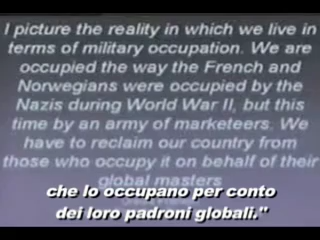 I picture the reality in which we live in
terms of military occupation. We are
occupied the way the French and
Norwegians were occupied by the
Nazis during World War II, but this
time by an army of marketeers. We
have to reclaim our country from
those who occupy it on behalf of their
global masters
che lo occupano per conto
dei loro padroni globali."